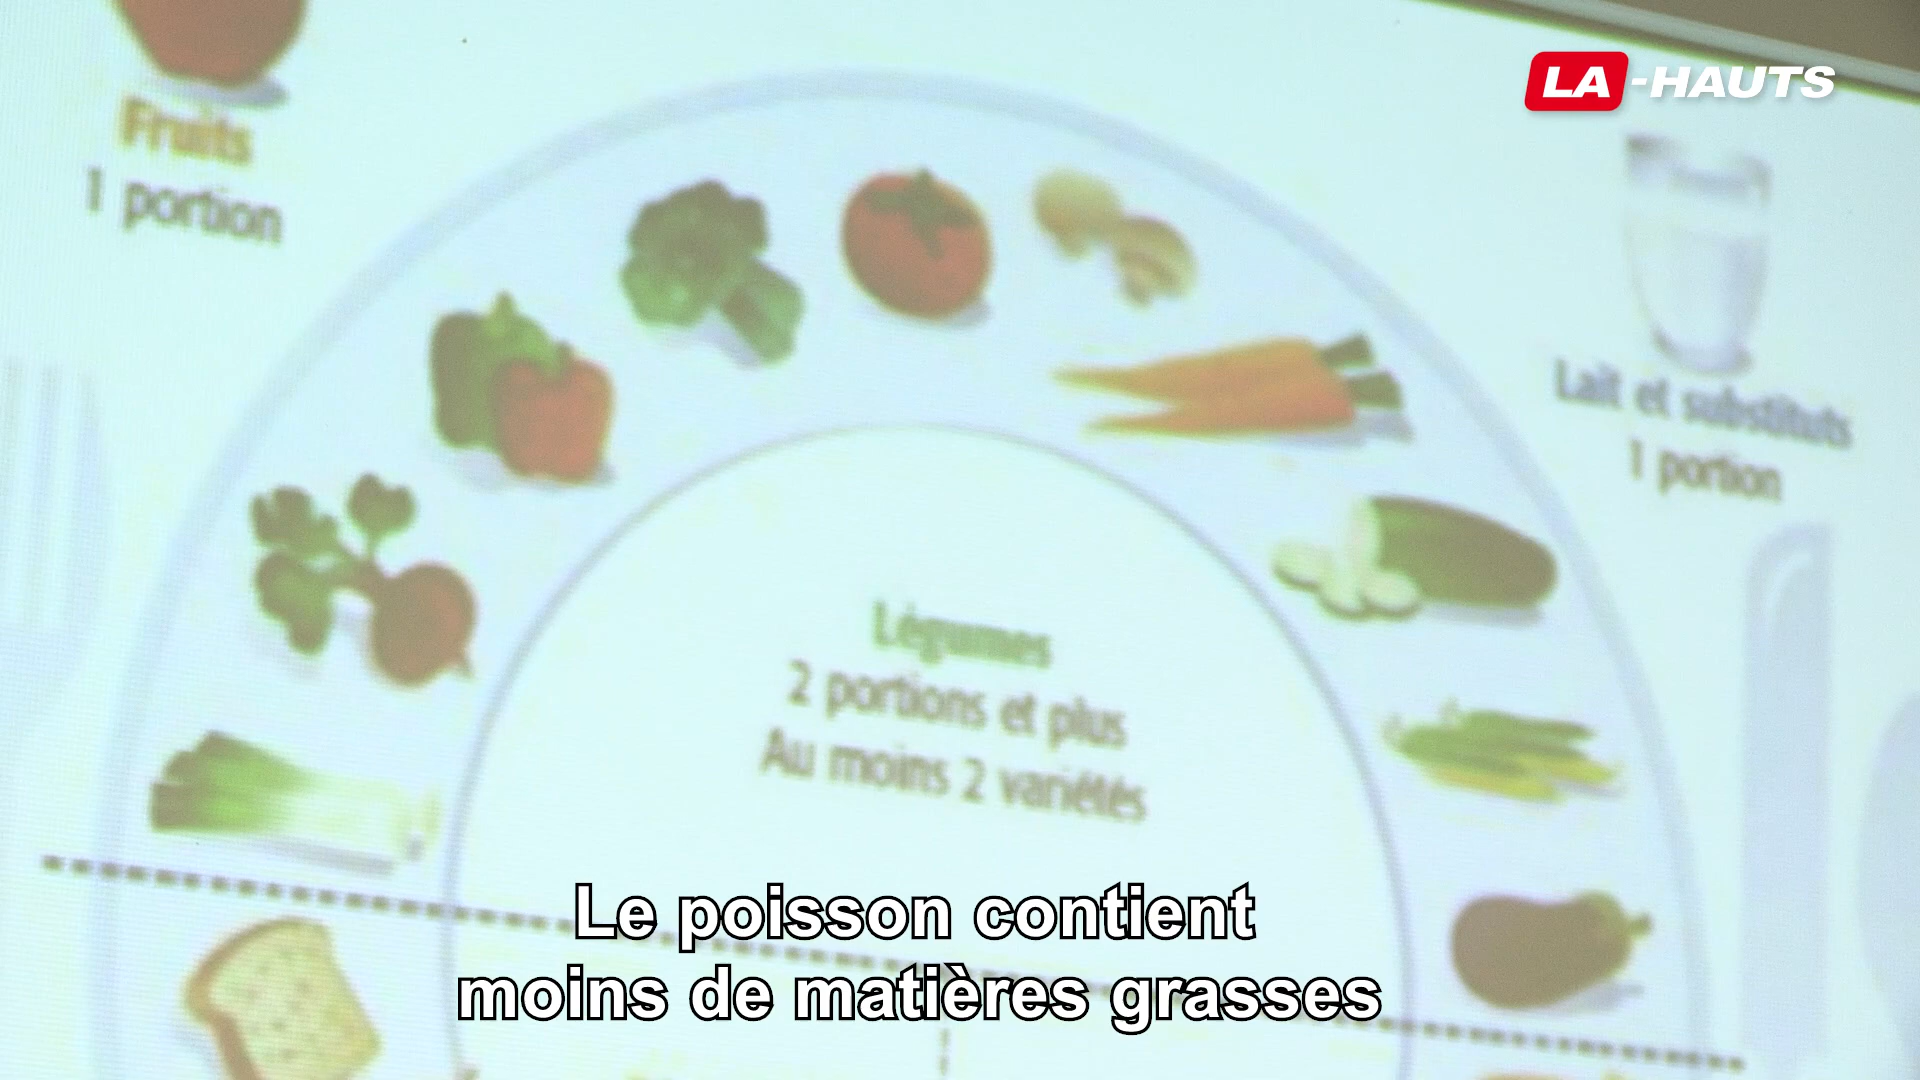 LA-HAUTS
Fruits
1 portion
Lait et substituts
1 portion
Légumes
2 portions et plus
Au moins 2 variétés
Le poisson contient
moins de matières grasses